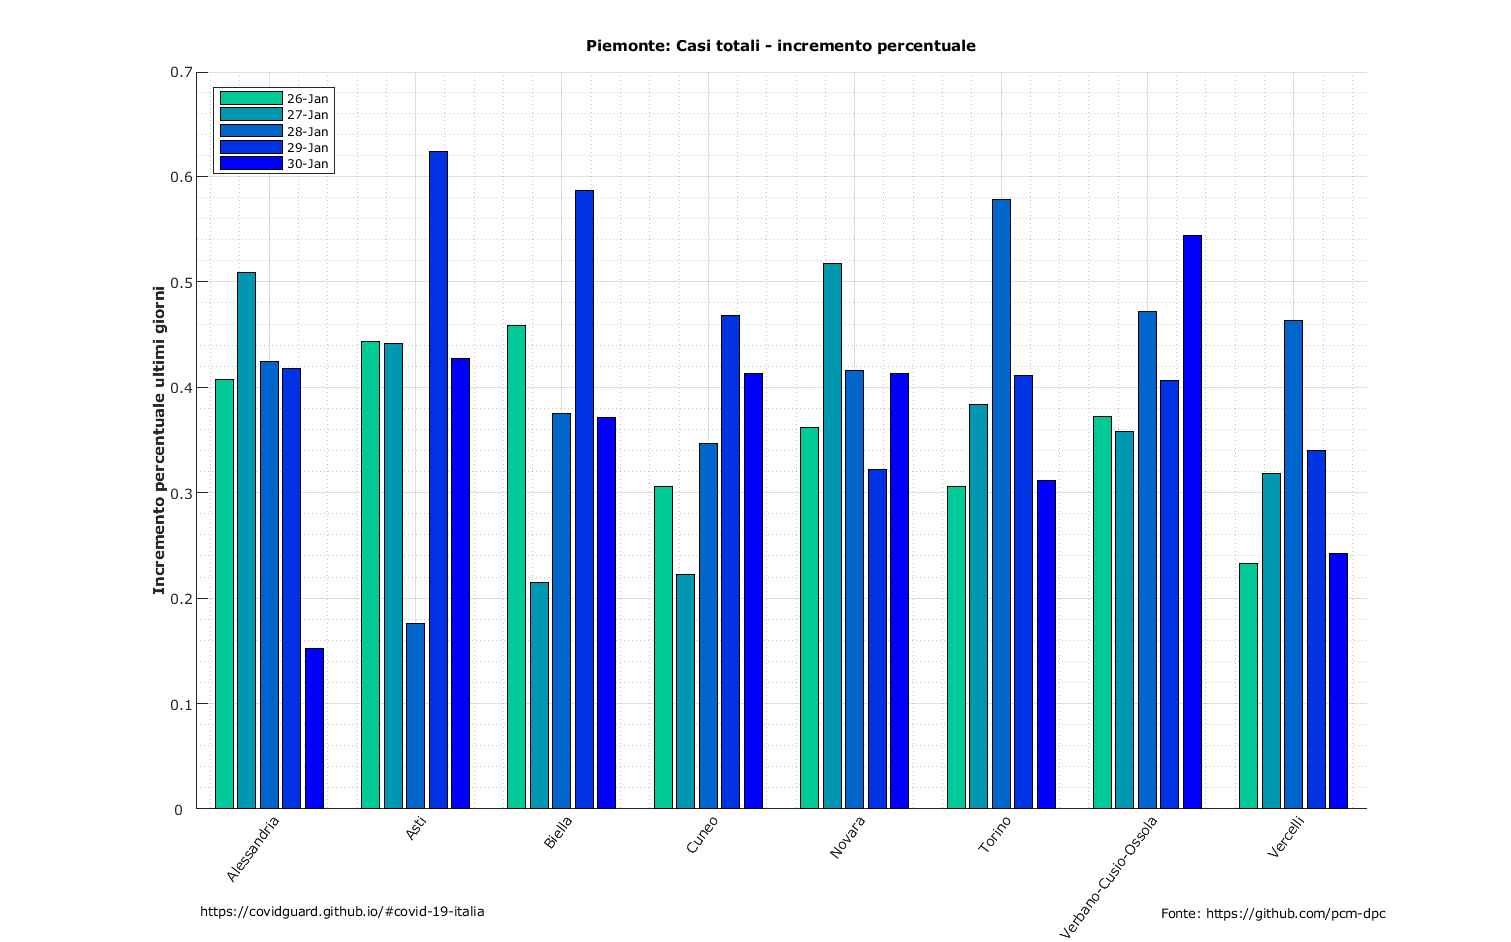 Piemonte: Casi totali - incremento percentuale
Incremento percentuale ultimi giorni
0.7
0.6
0.5
0.4
0.3
0.2
0.1
0
26-Jan
27-Jan
28-Jan
29-Jan
30-Jan
Alessandria
Asti
Biella
Cuneo
Novara
Torino
Verbano-Cusio-Ossola
Vercelli
https://covidguard.github.io/#covid-19-italia
Fonte: https://github.com/pcm-dpc